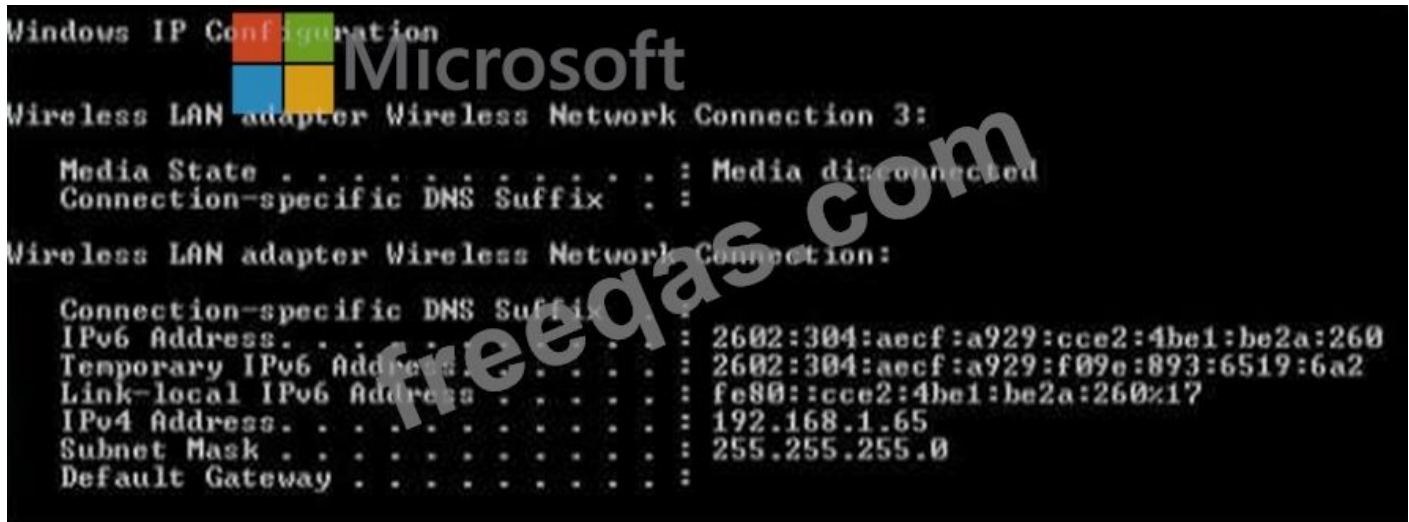 Windows IP Configuration
Microsoft
Wireless LAN adapter Wireless Network Connection 3:
Media State . . . . . . . . . . . : Media disconnected
Connection-specific DNS Suffix . :
Wireless LAN adapter Wireless Network Connection:
Connection-specific DNS Suffix . :
IPv6 Address. . . . . . . . . . . : 2602:304:aecf:a929:cce2:4be1:be2a:260
Temporary IPv6 Address. . . . . . : 2602:304:aecf:a929:f09e:893:6519:6a2
Link-local IPv6 Address . . . . . : fe80::cce2:4be1:be2a:260%17
IPv4 Address. . . . . . . . . . . : 192.168.1.65
Subnet Mask . . . . . . . . . . . : 255.255.255.0
Default Gateway . . . . . . . . . :
freeqas.com